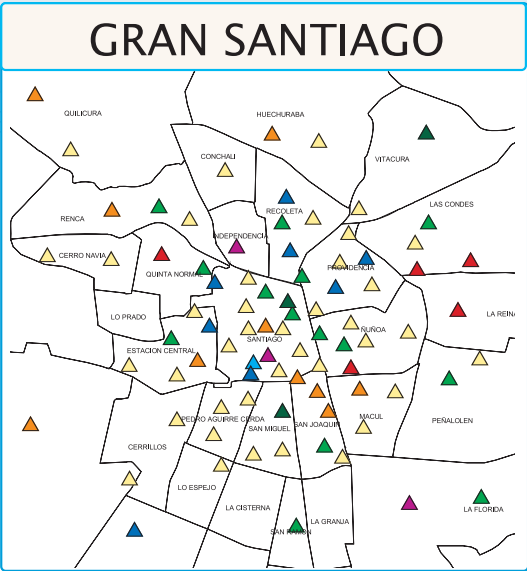 GRAN SANTIAGO
QUILICURA
HUECHURABA
CONCHALI
VITACURA
RENCA
RECOLETA
LAS CONDES
INDEPENDENCIA
CERRO NAVIA
QUINTA NORMAL
PROVIDENCIA
LO PRADO
SANTIAGO
ÑUÑOA
LA REINA
ESTACION CENTRAL
PEDRO AGUIRRE CERDA
SAN MIGUEL
SAN JOAQUIN
MACUL
PEÑALOLEN
CERRILLOS
LO ESPEJO
LA CISTERNA
SAN RAMON
LA GRANJA
LA FLORIDA